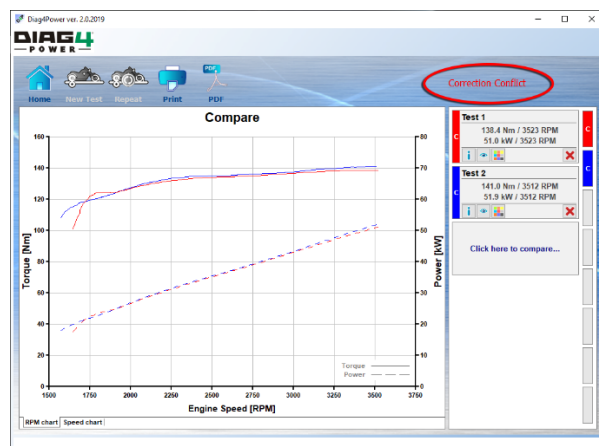 Diag4Power ver. 2.0.2019
DIAG4
POWER
PDF
Home New Test Repeat Print PDF
Correction Conflict
Compare
160
140
120
100
80
60
40
20
0
Torque [Nm]
80
70
60
50
40
30
20
10
0
Power [kW]
Torque
Power
1500 1750 2000 2250 2500 2750 3000 3250 3500 3750
Engine Speed [RPM]
RPM chart Speed chart
Test 1
C
138.4 Nm / 3523 RPM
51.0 kW / 3523 RPM
C
Test 2
C
141.0 Nm / 3512 RPM
51.9 kW / 3512 RPM
C
Click here to compare...